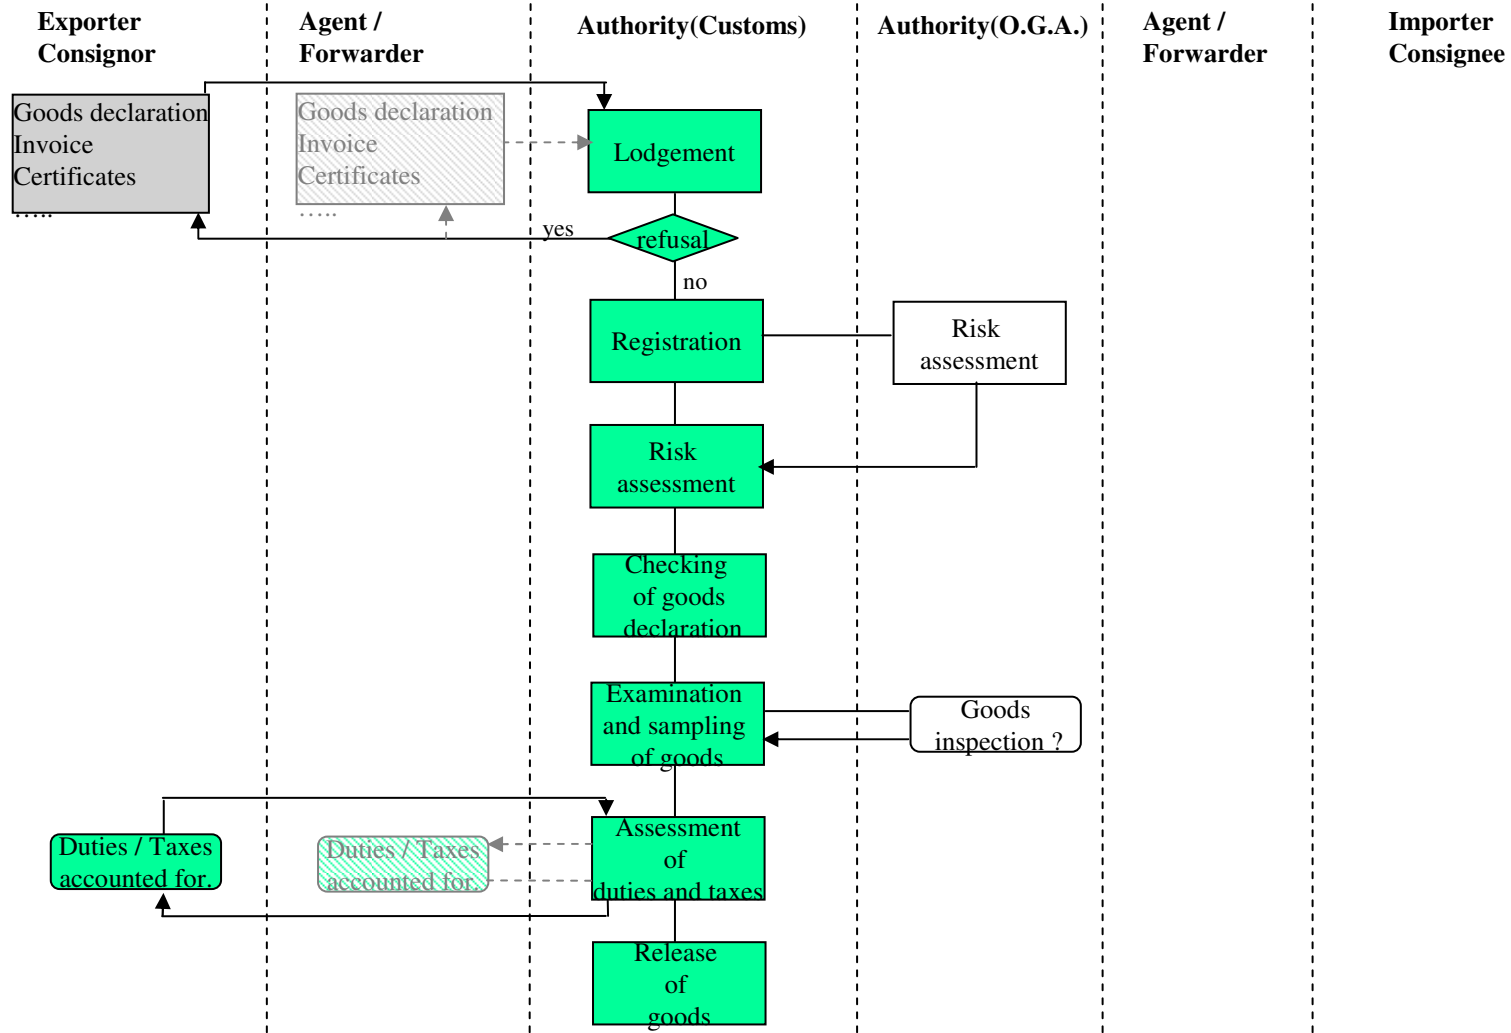 Exporter
Consignor
Agent /
Forwarder
Authority(Customs)
Authority(O.G.A.)
Agent /
Forwarder
Importer
Consignee
Goods declaration
Invoice
Certificates
.....
Goods declaration
Invoice
Certificates
.....
Lodgement
yes
refusal
no
Registration
Risk
assessment
Risk
assessment
Checking
of goods
declaration
Examination
and sampling
of goods
Goods
inspection ?
Duties / Taxes
accounted for.
Duties / Taxes
accounted for.
Assessment
of
duties and taxes
Release
of
goods